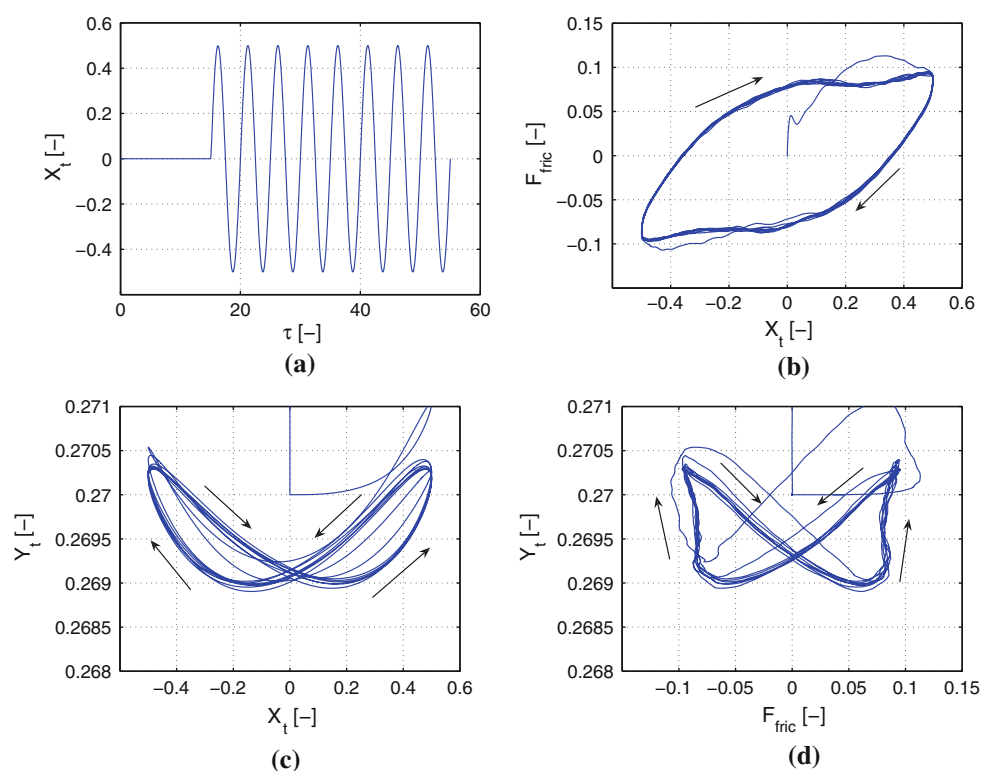 0.6
0.4
0.2
0
−0.2
−0.4
0 20 40 60
X_t [−]
τ [−]
(a)
0.15
0.10
0.05
0
−0.05
−0.1
−0.4 −0.2 0 0.2 0.4 0.6
F_fric [−]
X_t [−]
(b)
0.271
0.2705
0.27
0.2695
0.269
0.2685
0.268
−0.4 −0.2 0 0.2 0.4 0.6
Y_t [−]
X_t [−]
(c)
0.271
0.2705
0.27
0.2695
0.269
0.2685
0.268
−0.1 −0.05 0 0.05 0.1 0.15
Y_t [−]
F_fric [−]
(d)